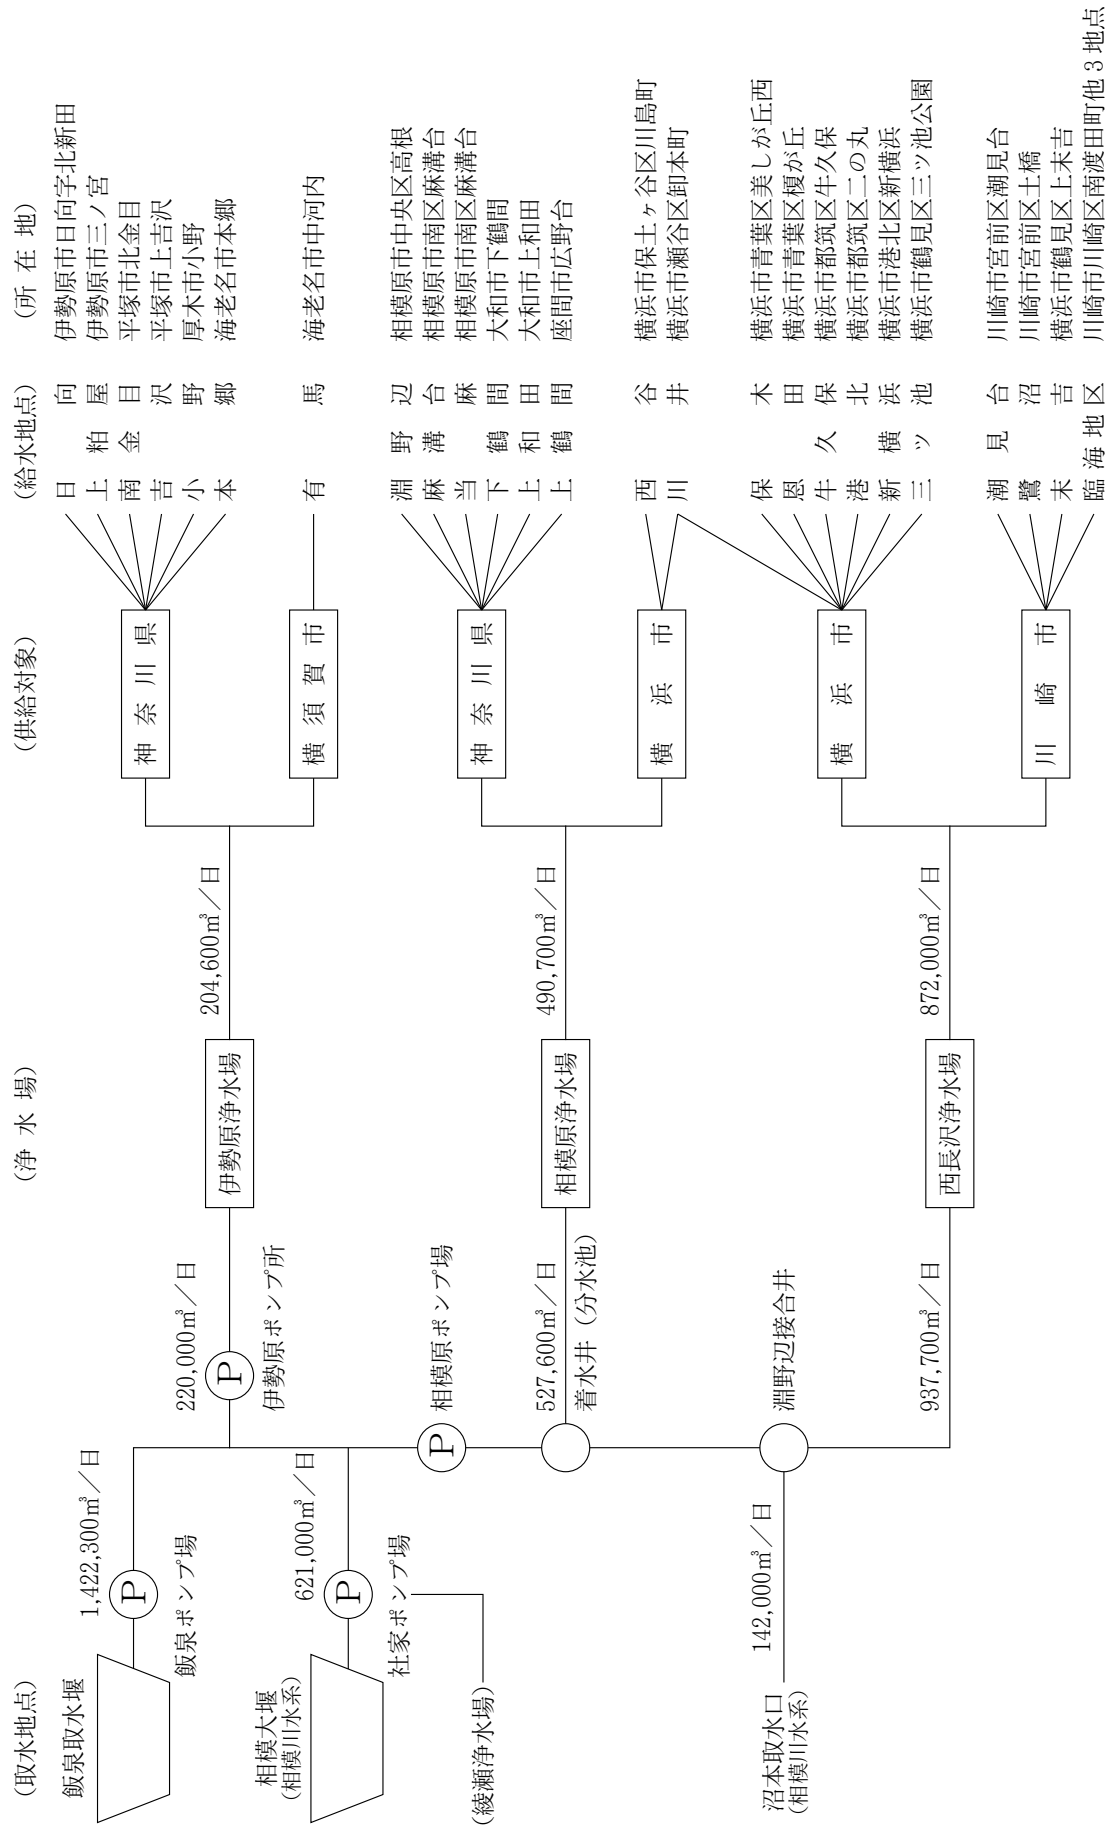 (取水地点)
(浄水場)
(供給対象)
(給水地点)
(所在地)
飯泉取水堰
飯泉ポンプ場
1,422,300㎥/日
相模大堰
(相模川水系)
社家ポンプ場
621,000㎥/日
(綾瀬浄水場)
沼本取水口
(相模川水系)
142,000㎥/日
P
P
P
P
220,000㎥/日
伊勢原ポンプ所
相模原ポンプ場
527,600㎥/日
着水井(分水池)
淵野辺接合井
937,700㎥/日
伊勢原浄水場
204,600㎥/日
相模原浄水場
490,700㎥/日
西長沢浄水場
872,000㎥/日
神奈川県
日向 伊勢原市日向字北新田
上粕屋 伊勢原市三ノ宮
南金目 平塚市北金目
吉沢 平塚市上吉沢
小野 厚木市小野
本郷 海老名市本郷
横須賀市
有馬 海老名市中河内
神奈川県
淵野辺 相模原市中央区高根
麻溝台 相模原市南区麻溝台
当麻 相模原市南区麻溝台
下鶴間 大和市下鶴間
上和田 大和市上和田
上鶴間 座間市広野台
横浜市
西谷 横浜市保土ヶ谷区川島町
川井 横浜市瀬谷区卸本町
横浜市
保木 横浜市青葉区美しが丘西
恩田 横浜市青葉区榎が丘
牛久保 横浜市都筑区牛久保
港北 横浜市都筑区二の丸
新横浜 横浜市港北区新横浜
三ツ池 横浜市鶴見区三ツ池公園
川崎市
潮見台 川崎市宮前区潮見台
鷺沼 川崎市宮前区土橋
末吉 横浜市鶴見区上末吉
臨海地区 川崎市川崎区南渡田町他3地点